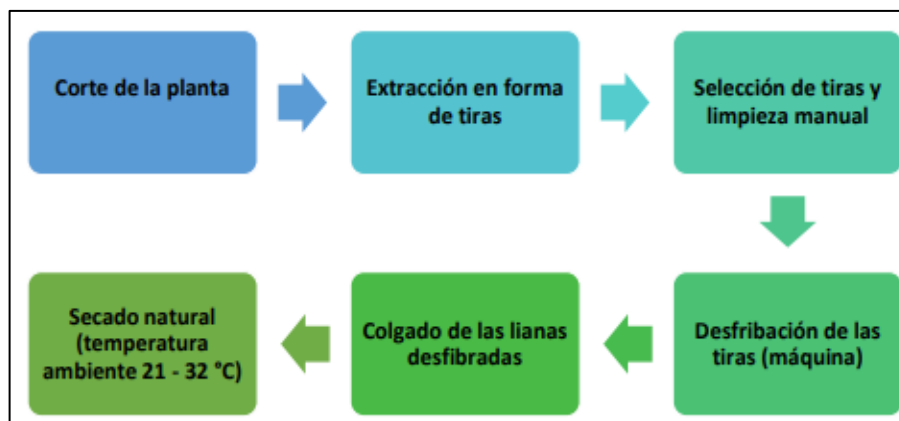 Corte de la planta
Extracción en forma
de tiras
Selección de tiras y
limpieza manual
Desfribación de las
tiras (máquina)
Colgado de las lianas
desfibradas
Secado natural
(temperatura
ambiente 21 - 32 °C)